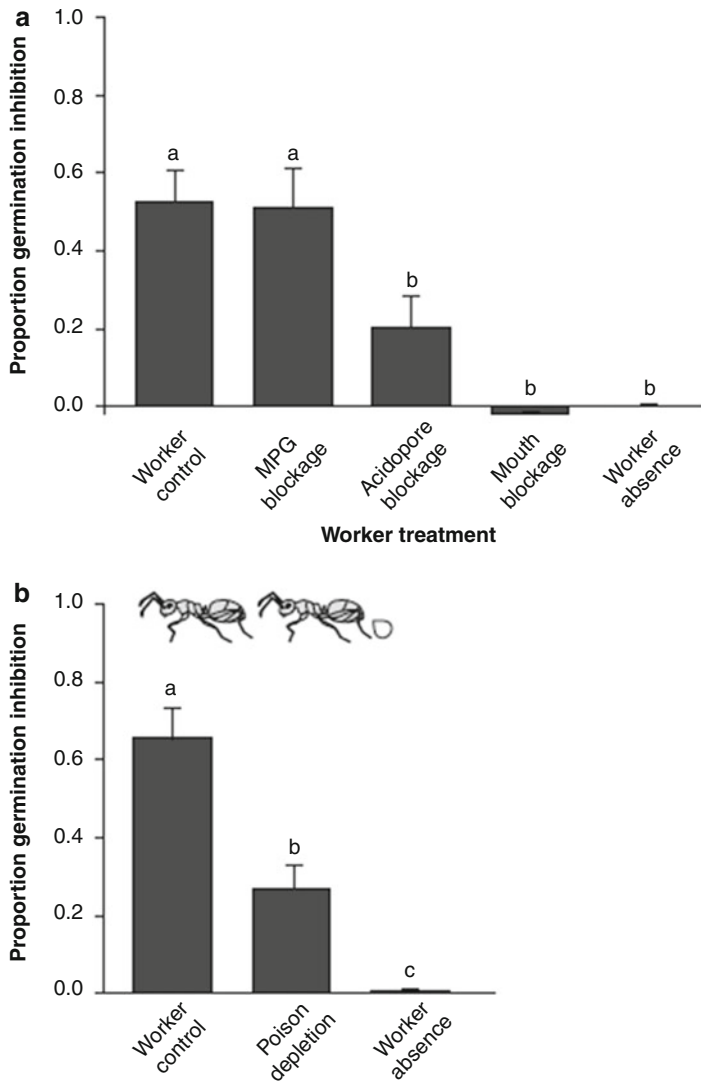 a
Proportion germination inhibition
1.0
0.8
0.6
0.4
0.2
0.0
a
a
b
b
b
Worker
control
MPG
blockage
Acidopore
blockage
Mouth
blockage
Worker
absence
Worker treatment
b
Proportion germination inhibition
1.0
0.8
0.6
0.4
0.2
0.0
a
b
c
Worker
control
Poison
depletion
Worker
absence